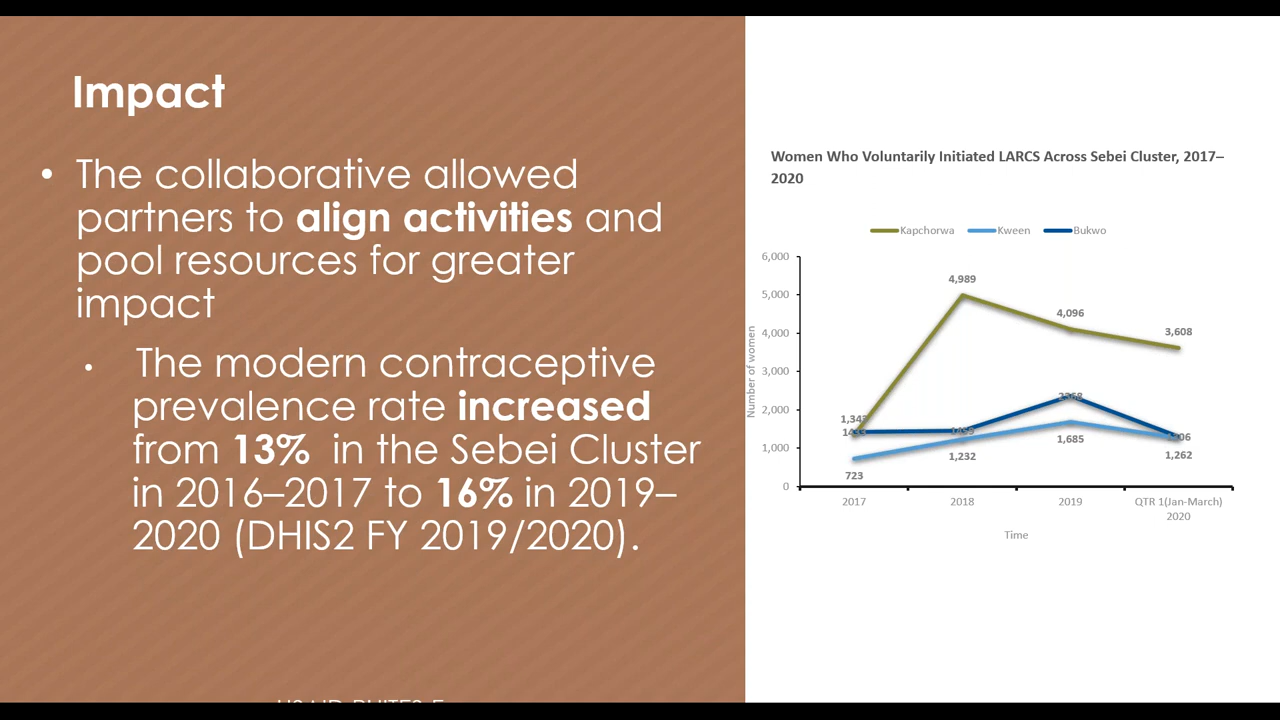 Impact
• The collaborative allowed
partners to align activities and
pool resources for greater
impact
• The modern contraceptive
prevalence rate increased
from 13% in the Sebei Cluster
in 2016–2017 to 16% in 2019–
2020 (DHIS2 FY 2019/2020).
Women Who Voluntarily Initiated LARCS Across Sebei Cluster, 2017–
2020
Kapchorwa Kween Bukwo
6,000
5,000
4,000
3,000
2,000
1,000
0
Number of women
4,989
4,096
3,608
1,232
1,685
1,262
723
2017 2018 2019 QTR 1(Jan-March)
2020
Time